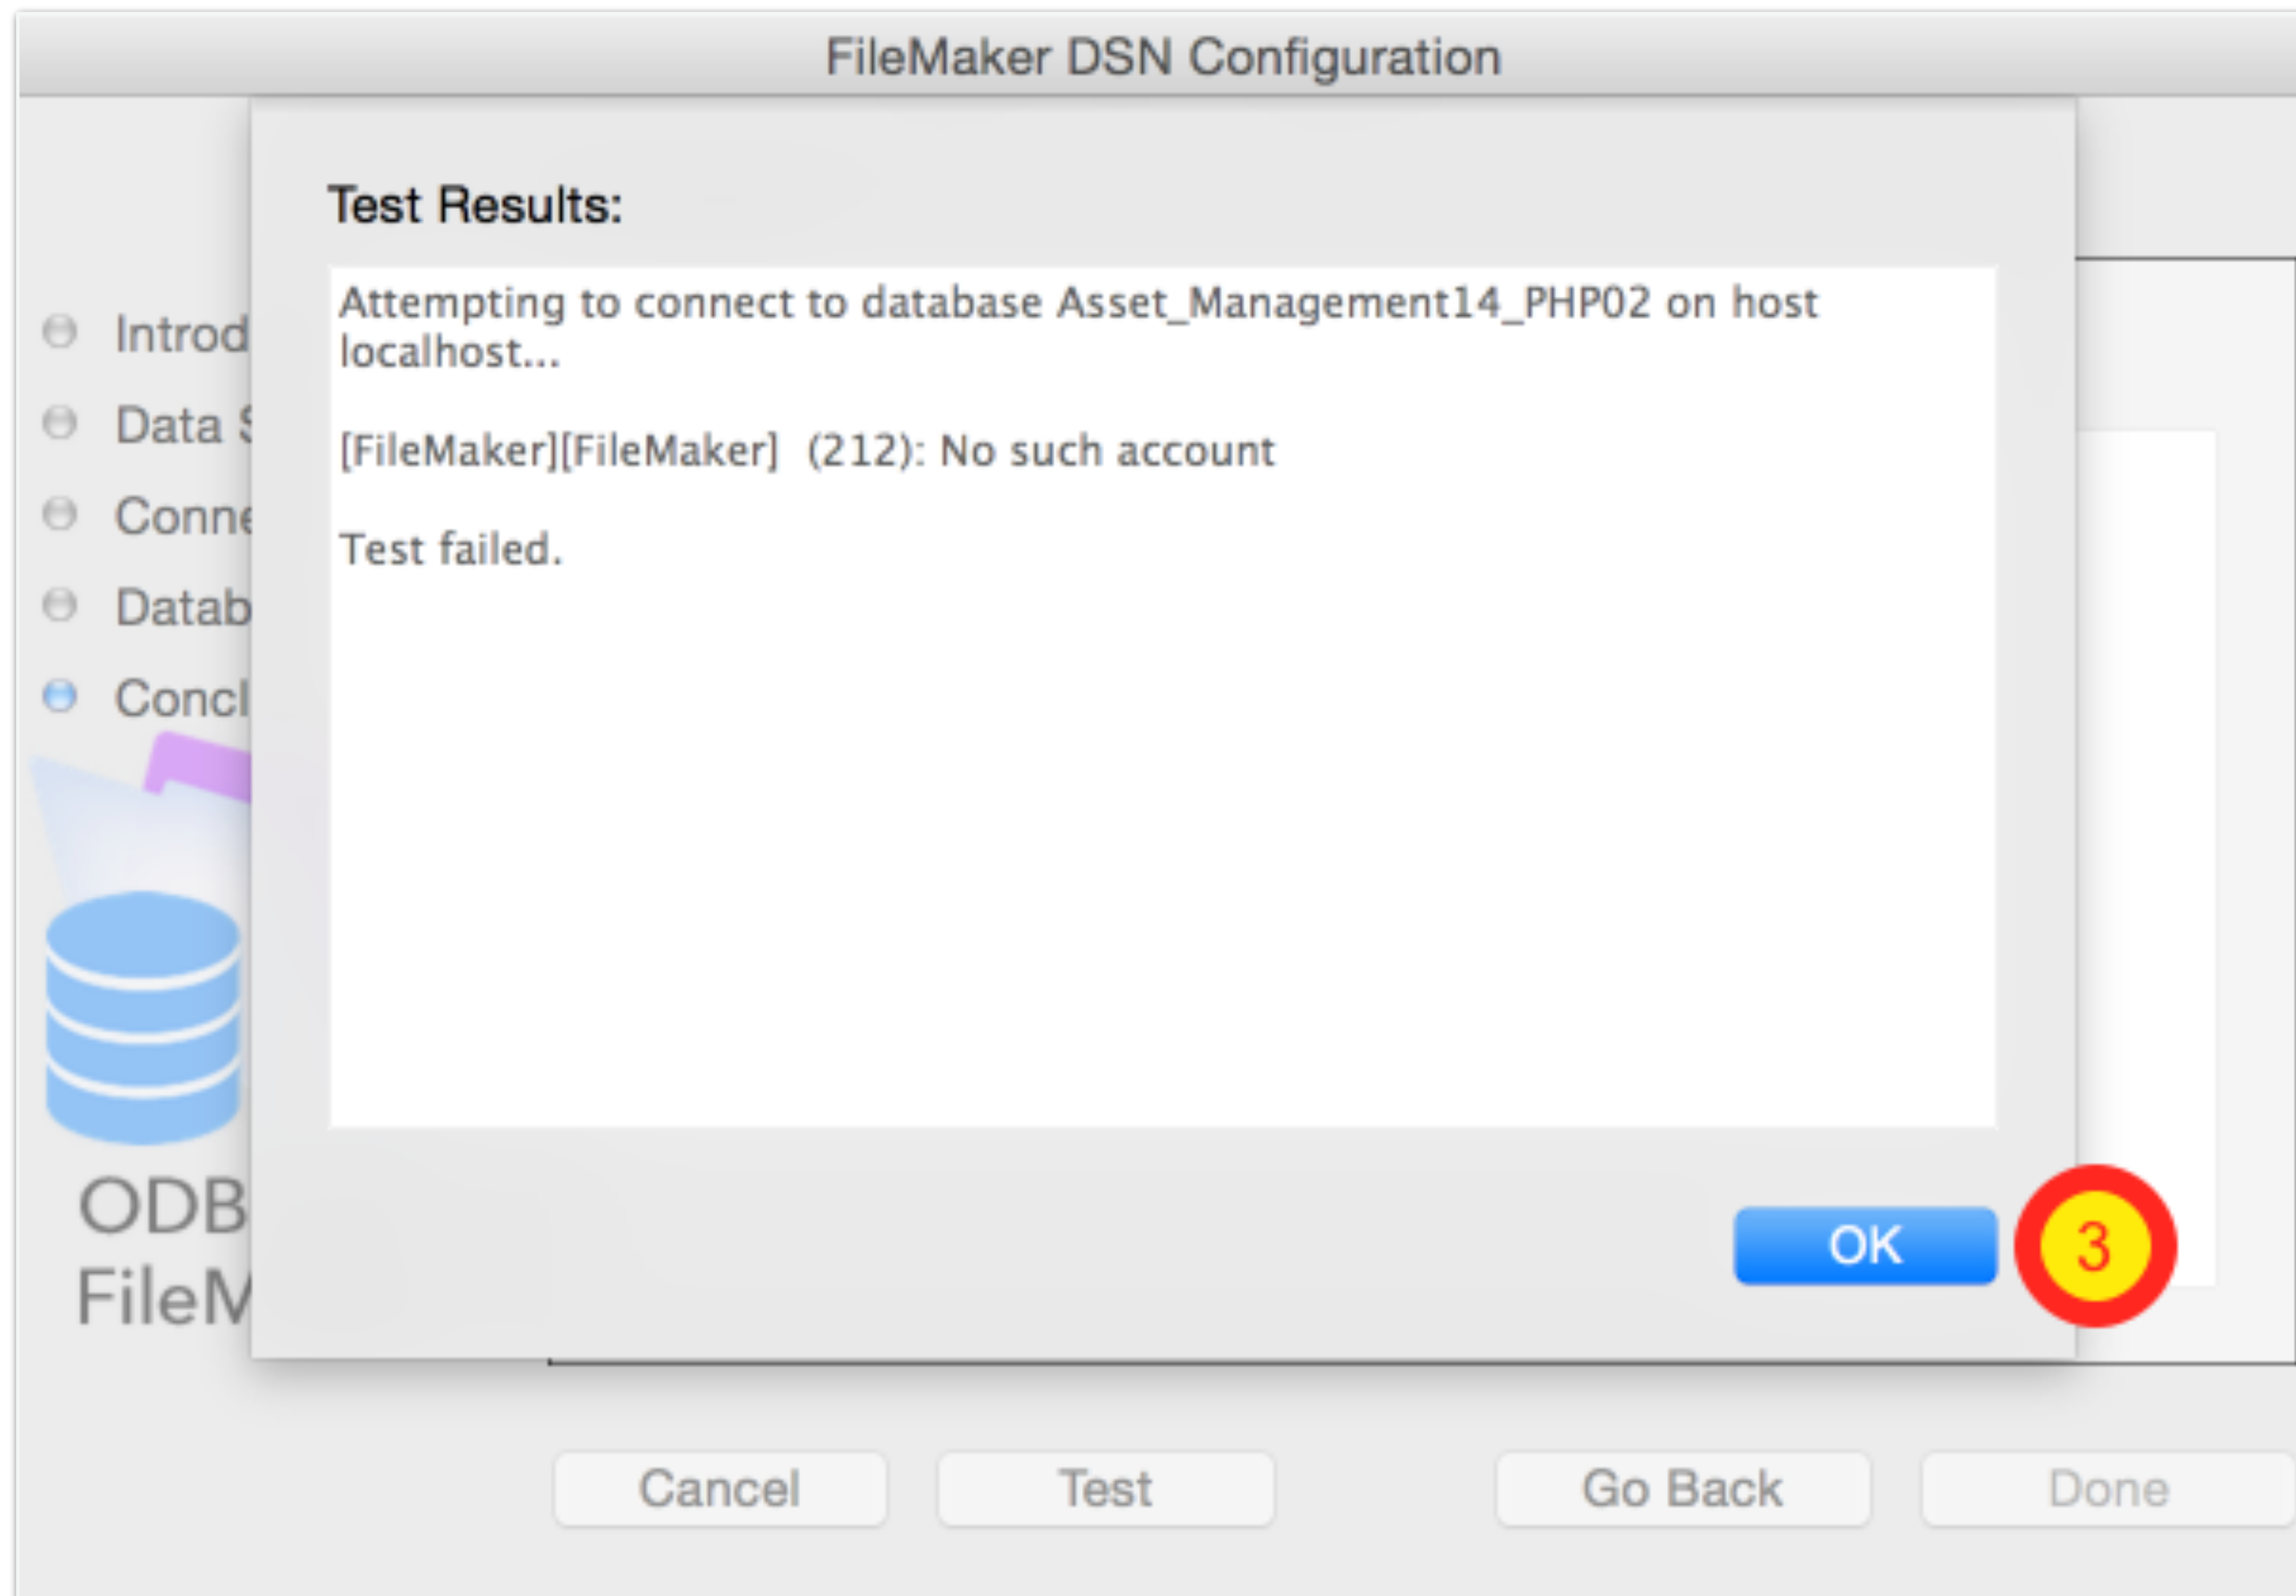 FileMaker DSN Configuration
Test Results:
Attempting to connect to database Asset_Management14_PHP02 on host
localhost...
[FileMaker][FileMaker]  (212): No such account
Test failed.
Introd
Data S
Conne
Datab
Concl
ODB
FileM
OK
3
Cancel
Test
Go Back
Done